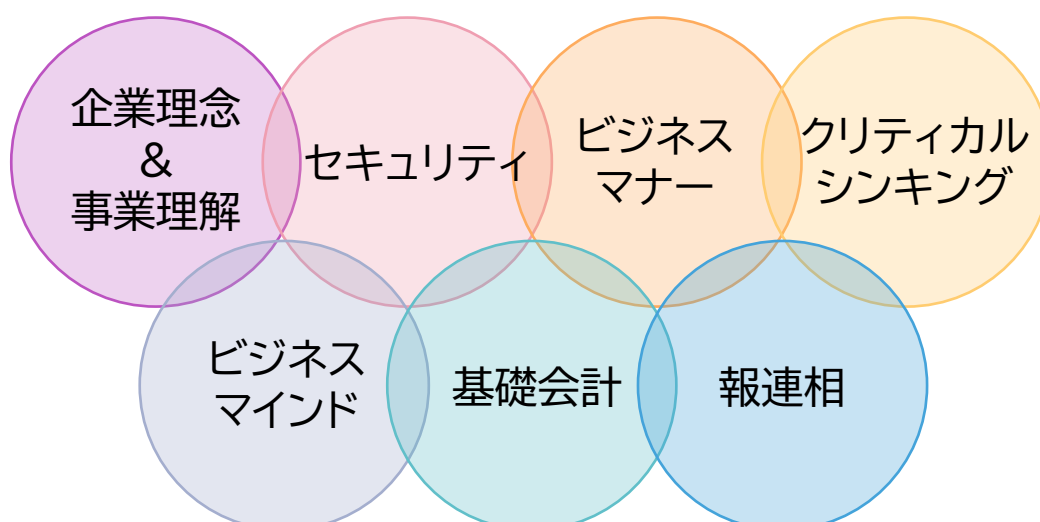 企業理念
&
事業理解
セキュリティ
ビジネス
マナー
クリティカル
シンキング
ビジネス
マインド
基礎会計
報連相